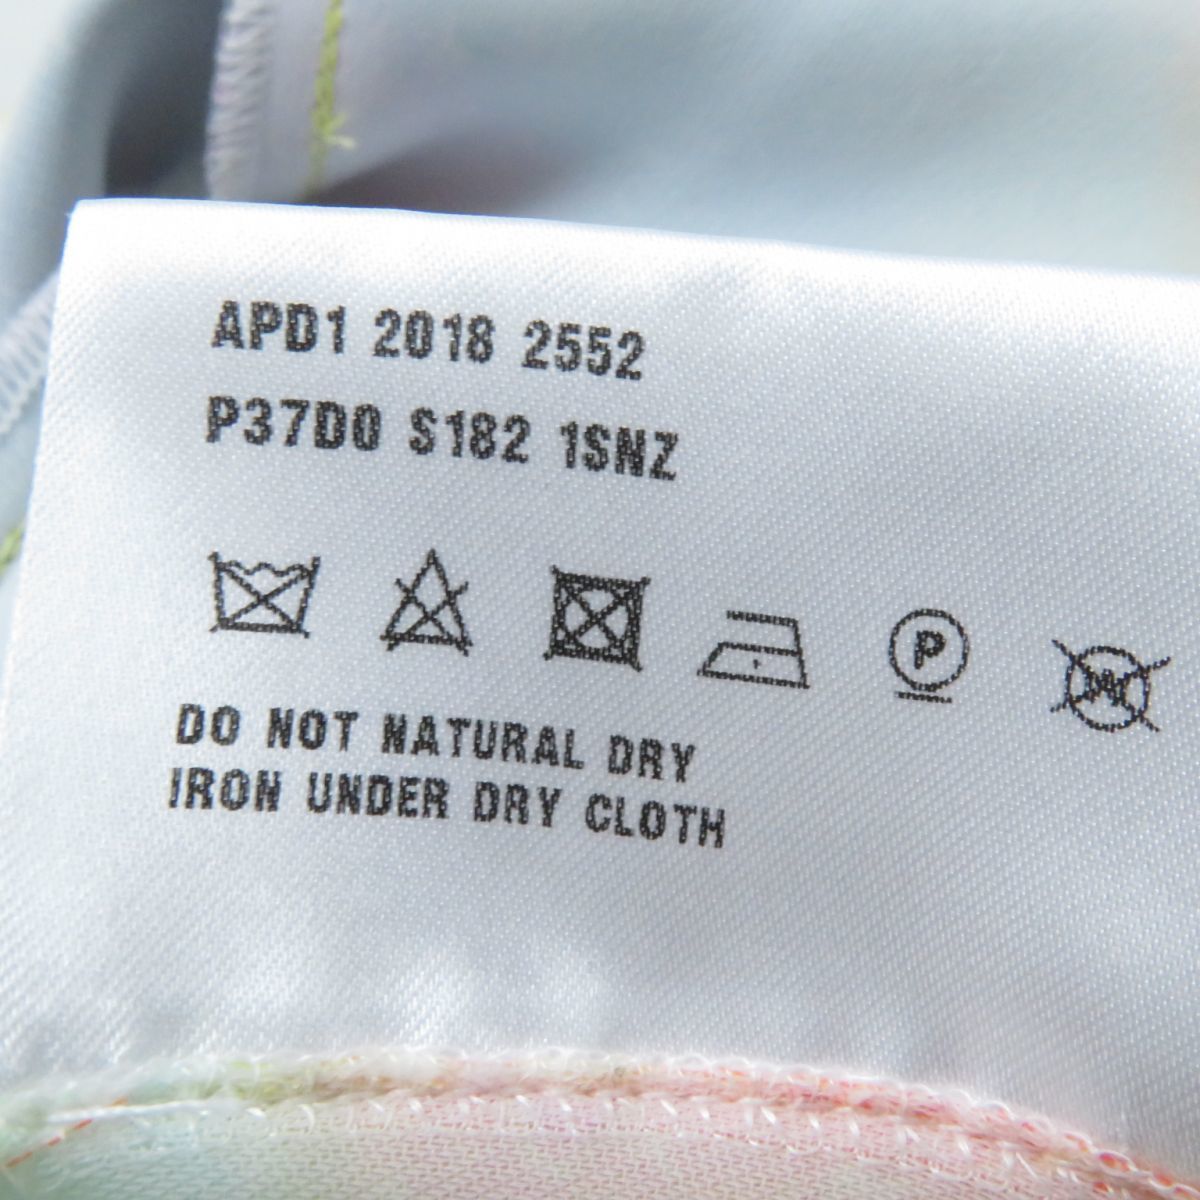 APD1 2018 2552
P37D0 S182 1SNZ
P W
DO NOT NATURAL DRY
IRON UNDER DRY CLOTH